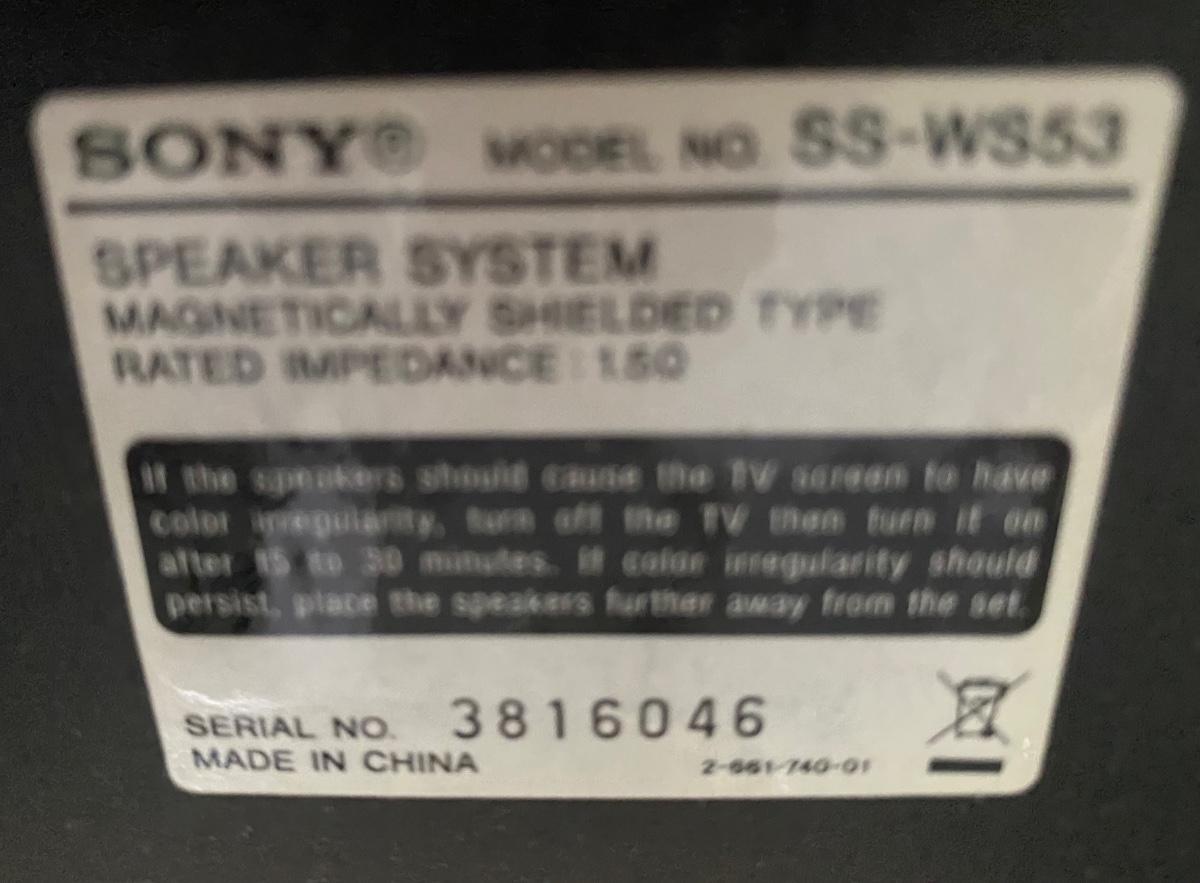 SONY® MODEL NO. SS-WS53
SPEAKER SYSTEM
MAGNETICALLY SHIELDED TYPE
RATED IMPEDANCE : 1.5Ω
If the speakers should cause the TV screen to have
color irregularity, turn off the TV then turn it on
after 15 to 30 minutes. If color irregularity should
persist, place the speakers further away from the set.
SERIAL NO. 3816046
MADE IN CHINA 2-661-740-01